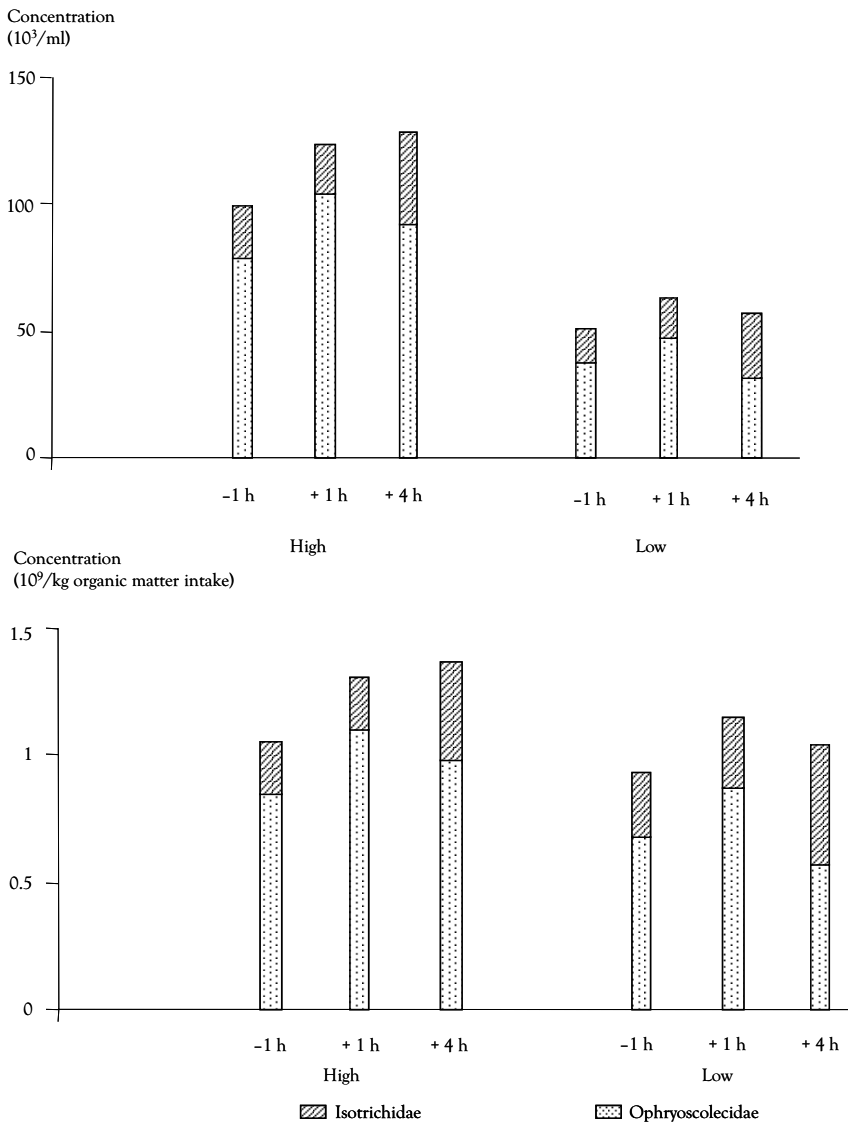 Concentration
(10³/ml)
150
100
50
0
–1 h + 1 h + 4 h –1 h + 1 h + 4 h
High Low
Concentration
(10⁹/kg organic matter intake)
1.5
1
0.5
0
–1 h + 1 h + 4 h –1 h + 1 h + 4 h
High Low
Isotrichidae Ophryoscolecidae